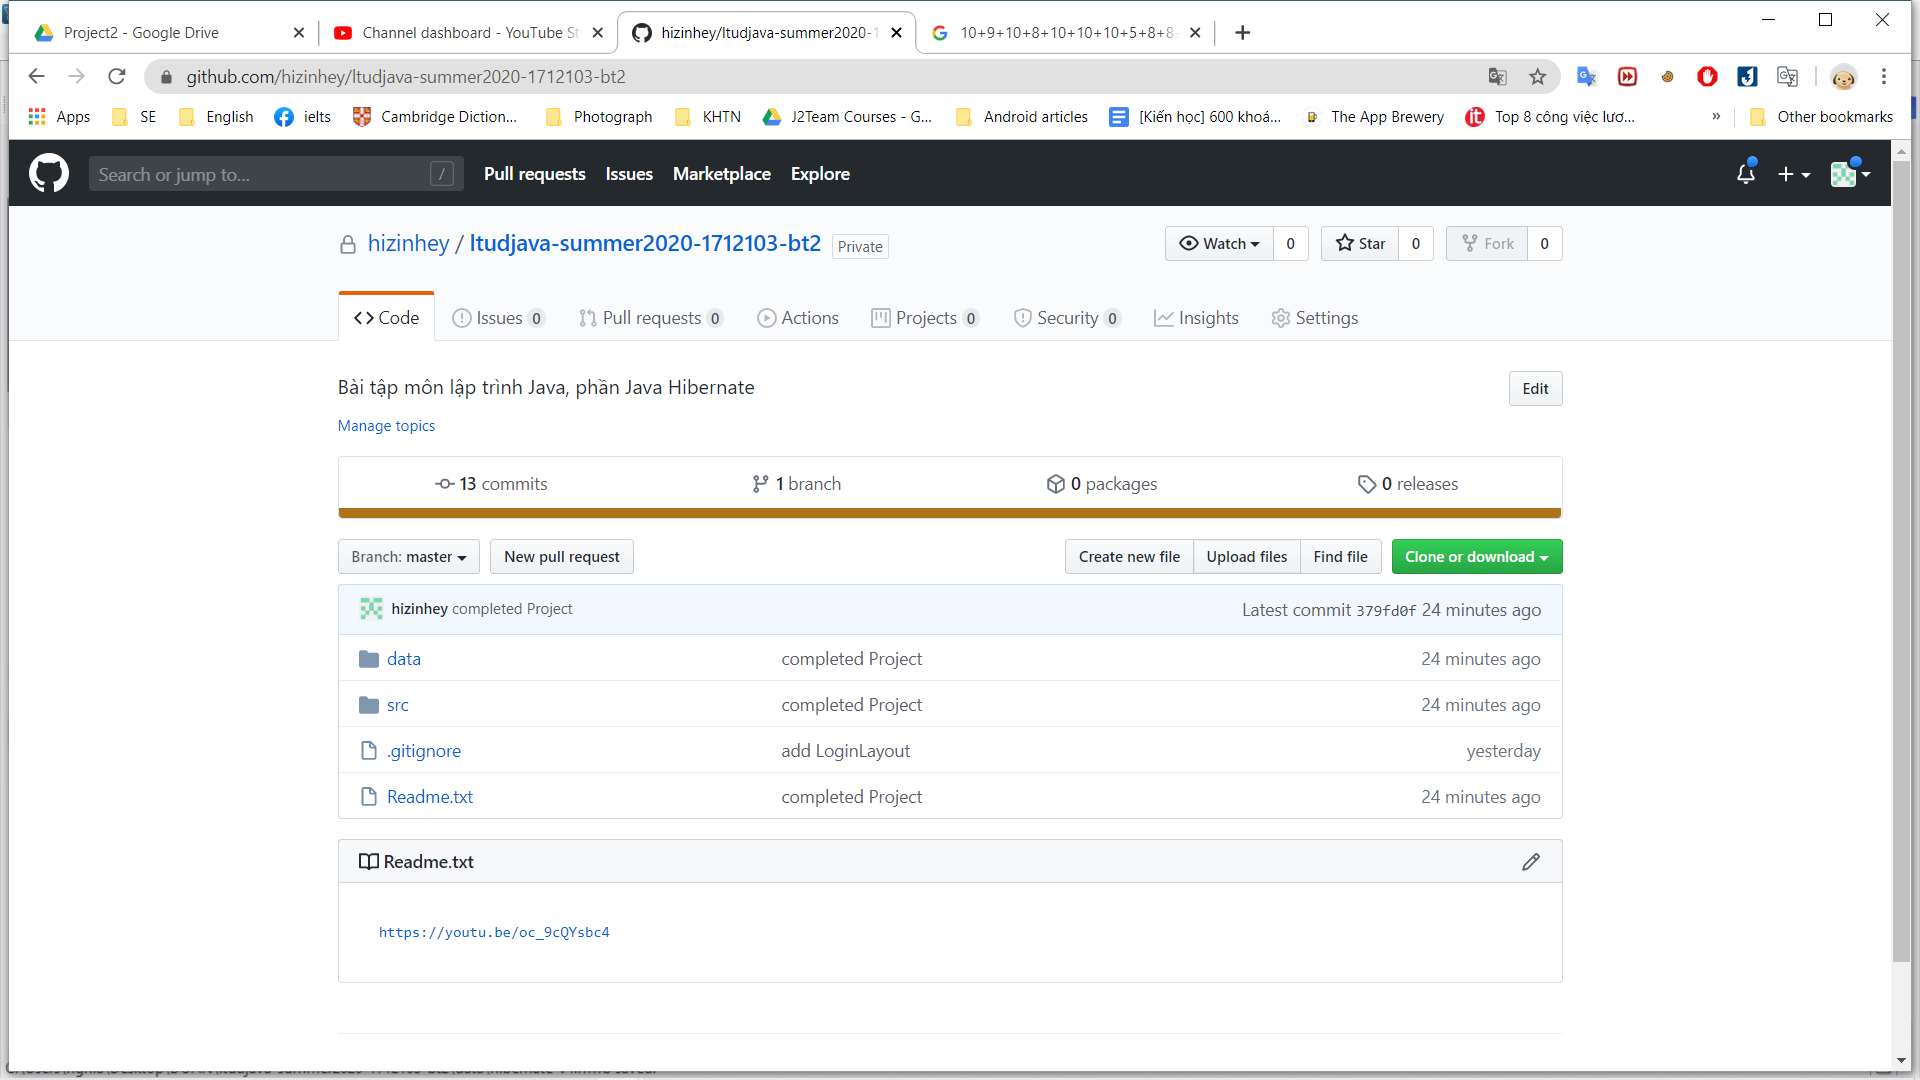 Project2 - Google Drive
Channel dashboard - YouTube St
hizinhey/ltudjava-summer2020-1
10+9+10+8+10+10+10+5+8+8-
github.com/hizinhey/ltudjava-summer2020-1712103-bt2
Apps SE English ielts Cambridge Diction... Photograph KHTN J2Team Courses - G... Android articles [Kiến học] 600 khoá... The App Brewery Top 8 công việc lươ... » Other bookmarks
Search or jump to... / Pull requests Issues Marketplace Explore
hizinhey / ltudjava-summer2020-1712103-bt2 Private Watch 0 Star 0 Fork 0
Code Issues 0 Pull requests 0 Actions Projects 0 Security 0 Insights Settings
Bài tập môn lập trình Java, phần Java Hibernate Edit
Manage topics
13 commits 1 branch 0 packages 0 releases
Branch: master New pull request Create new file Upload files Find file Clone or download
hizinhey completed Project Latest commit 379fd0f 24 minutes ago
data completed Project 24 minutes ago
src completed Project 24 minutes ago
.gitignore add LoginLayout yesterday
Readme.txt completed Project 24 minutes ago
Readme.txt
https://youtu.be/oc_9cQYsbc4